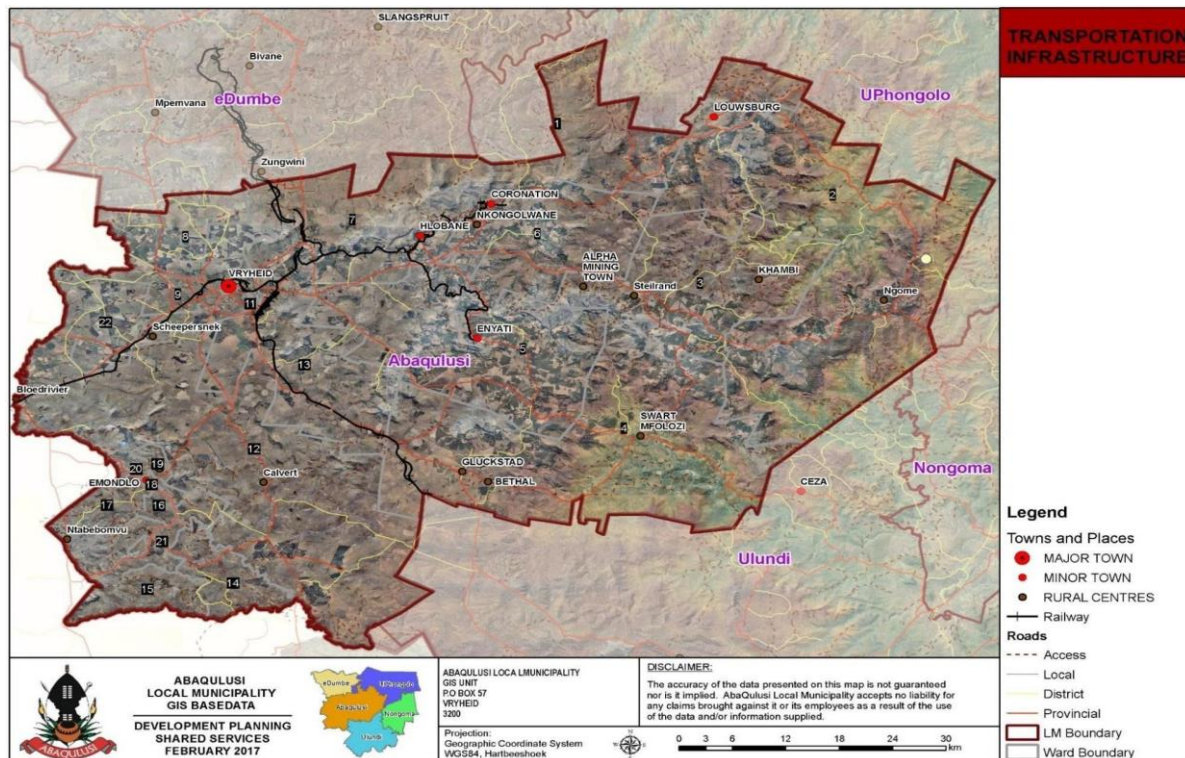 TRANSPORTATION
INFRASTRUCTURE
SLANGSPRUIT
Bivane
eDumbe
Mpemvana
UPhongolo
LOUWSBURG
1
Zungwini
2
CORONATION
NKONGOLWANE
7
HLOBANE
6
8
ALPHA
MINING
TOWN
KHAMBI
VRYHEID
Steilrand
3
9
11
Ngome
22
Scheepersnek
ENYATI
5
13
Abaqulusi
Bloedrivier
4
SWART
MFOLOZI
12
20
19
GLUCKSTAD
Nongoma
EMONDLO
18
Calvert
BETHAL
CEZA
17
16
Ntabebomvu
21
Ulundi
15
14
Legend
Towns and Places
MAJOR TOWN
MINOR TOWN
RURAL CENTRES
Railway
Roads
Access
Local
District
Provincial
LM Boundary
Ward Boundary
ABAQULUSI
ABAQULUSI
LOCAL MUNICIPALITY
GIS BASEDATA
DEVELOPMENT PLANNING
SHARED SERVICES
FEBRUARY 2017
eDumbe
UPhongolo
Abaqulusi
Nongoma
Ulundi
ABAQULUSI LOCA LMUNICIPALITY
GIS UNIT
P.O BOX 57
VRYHEID
3200
Projection:
Geographic Coordinate System
WGS84, Hartbeeshoek
DISCLAIMER:
The accuracy of the data presented on this map is not guaranteed
nor is it implied. AbaQulusi Local Municipality accepts no liability for
any claims brought against it or its employees as a result of the use
of the data and/or information supplied.
0 3 6 12 18 24 30
km